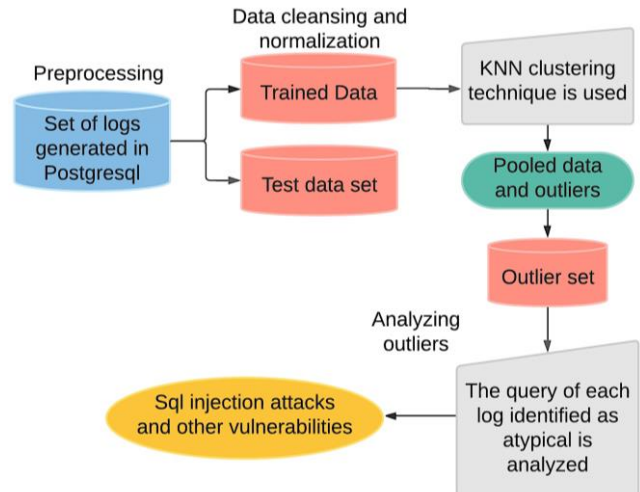 Data cleansing and
normalization
Preprocessing
Set of logs
generated in
Postgresql
Trained Data
Test data set
KNN clustering
technique is used
Pooled data
and outliers
Outlier set
Analyzing
outliers
The query of each
log identified as
atypical is
analyzed
Sql injection attacks
and other vulnerabilities